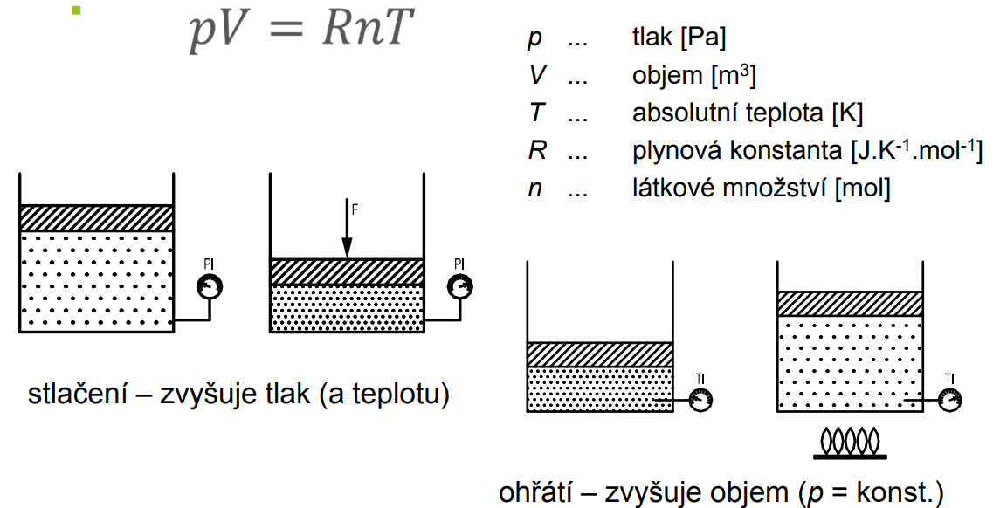 pV = RnT
p ... tlak [Pa]
V ... objem [m³]
T ... absolutní teplota [K]
R ... plynová konstanta [J.K⁻¹.mol⁻¹]
n ... látkové množství [mol]
F
PI
PI
stlačení – zvyšuje tlak (a teplotu)
TI
TI
ohřátí – zvyšuje objem (p = konst.)